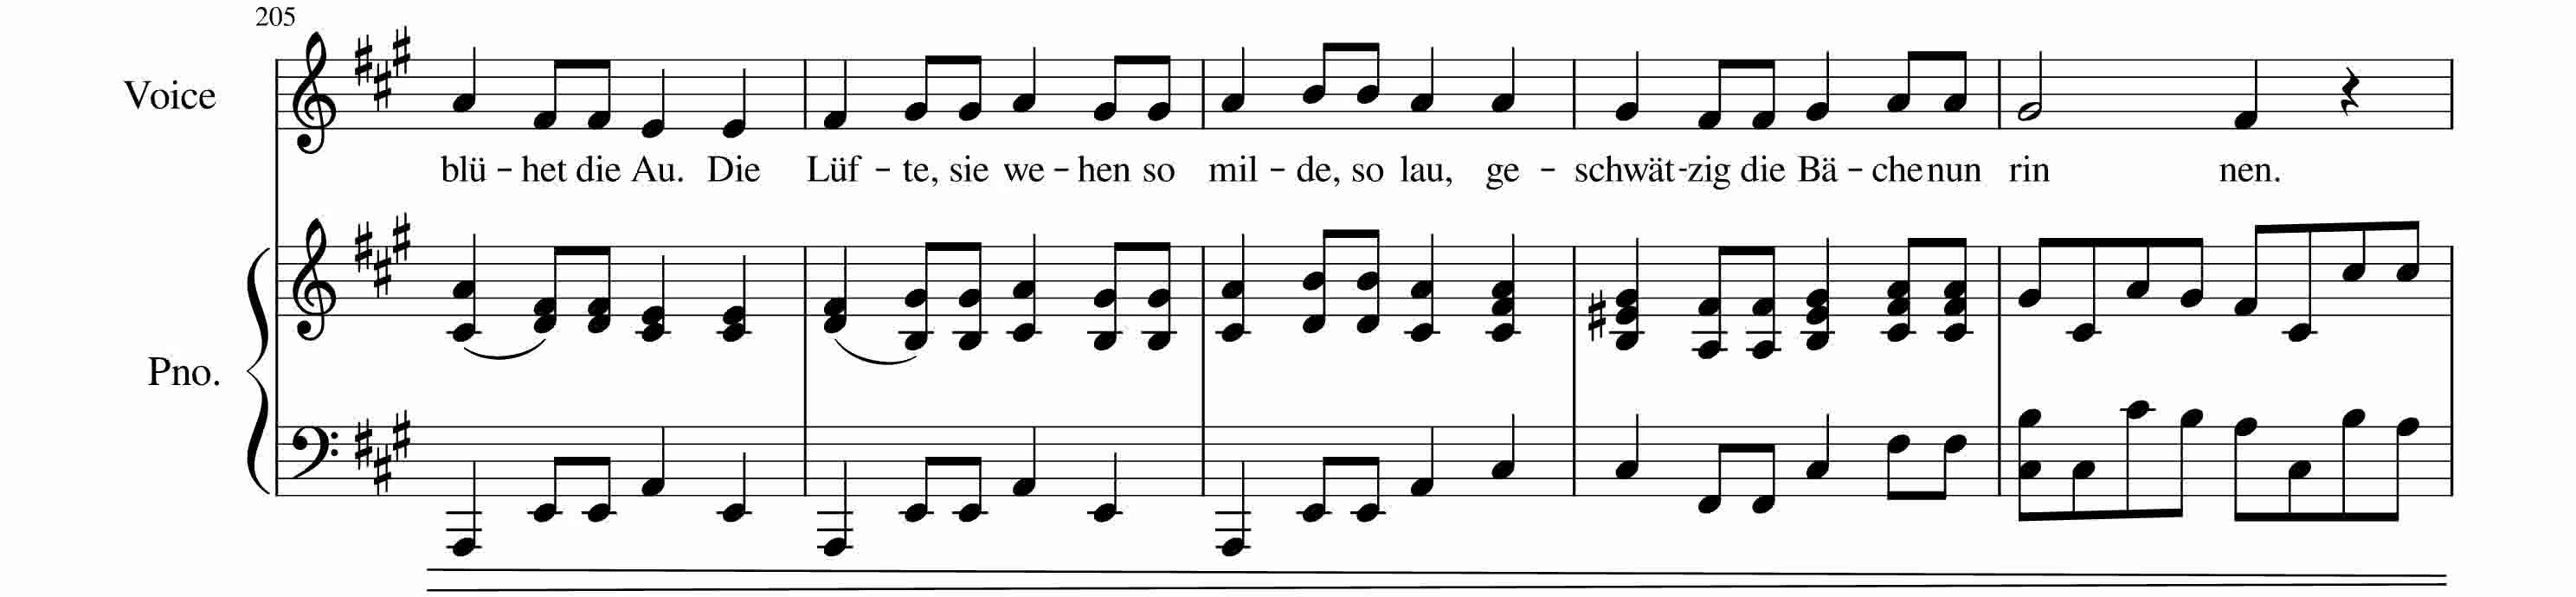 205
Voice
blü - het die Au. Die Lüf - te, sie we - hen so mil - de, so lau, ge - schwät - zig die Bä - che nun rin nen.
Pno.